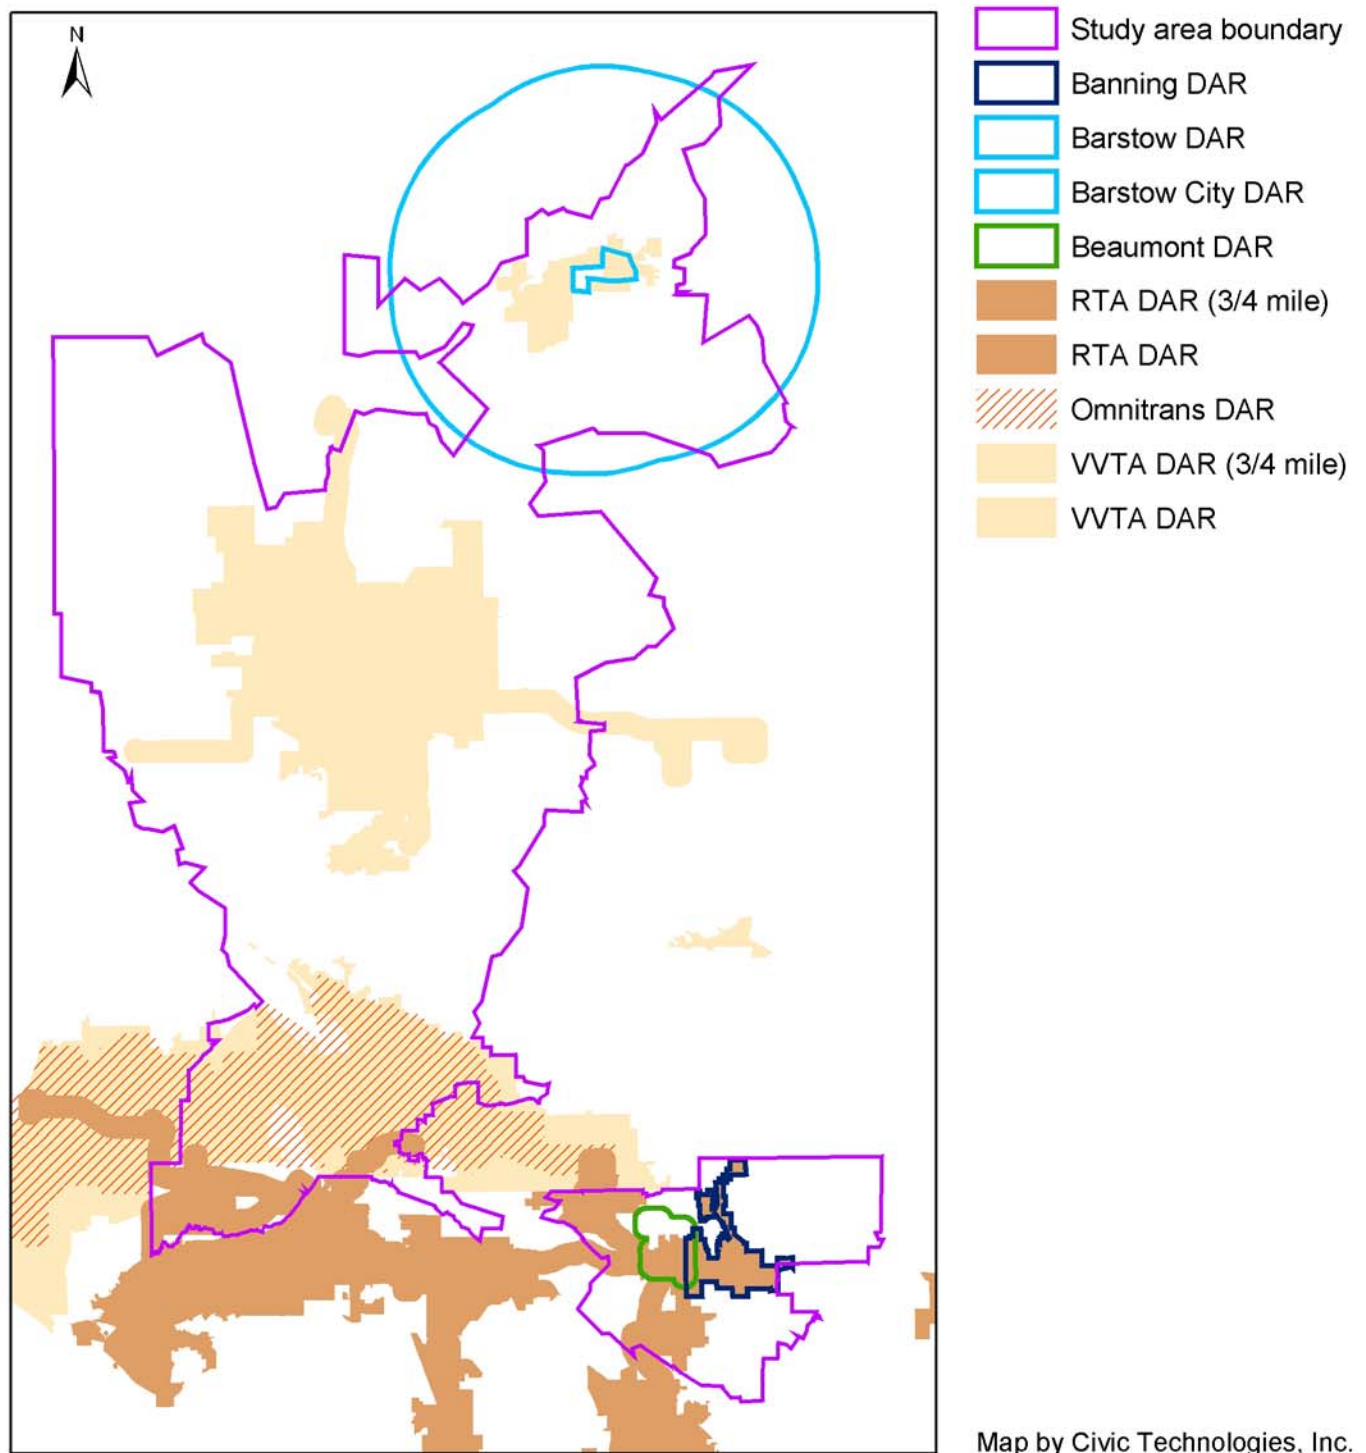 N
Study area boundary
Banning DAR
Barstow DAR
Barstow City DAR
Beaumont DAR
RTA DAR (3/4 mile)
RTA DAR
Omnitrans DAR
VVTA DAR (3/4 mile)
VVTA DAR
Map by Civic Technologies, Inc.